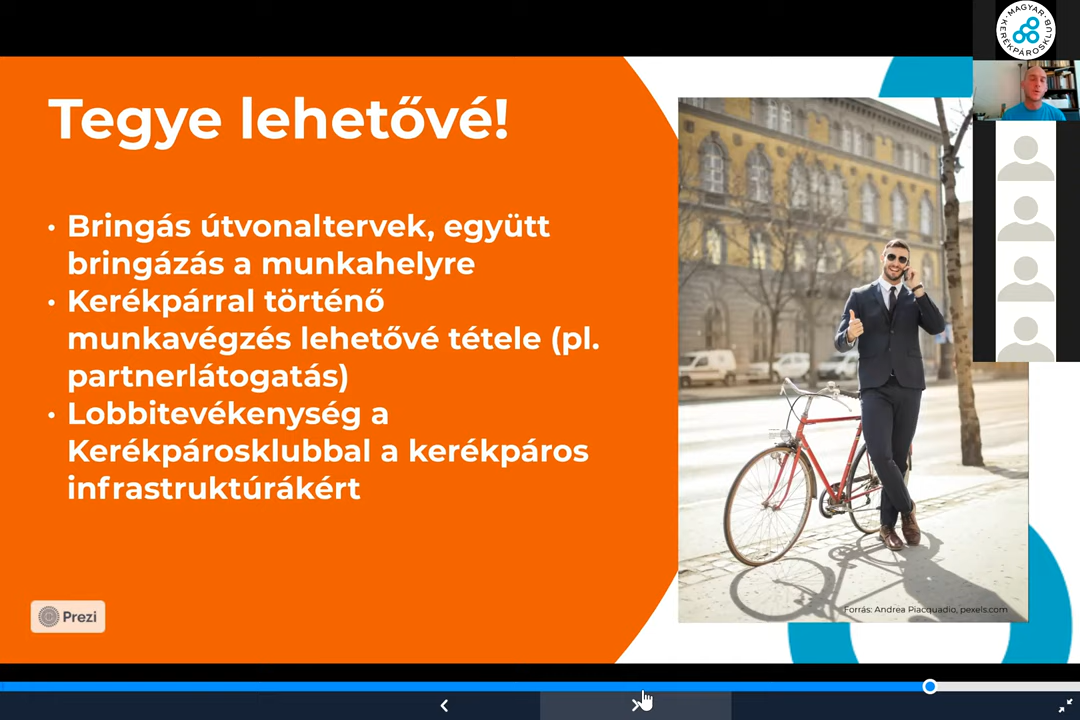 MAGYAR
KERÉKPÁROSKLUB
Tegye lehetővé!
• Bringás útvonaltervek, együtt
bringázás a munkahelyre
• Kerékpárral történő
munkavégzés lehetővé tétele (pl.
partnerlátogatás)
• Lobbitevékenység a
Kerékpárosklubbal a kerékpáros
infrastruktúrákért
Forrás: Andrea Piacquadio, pexels.com
Prezi